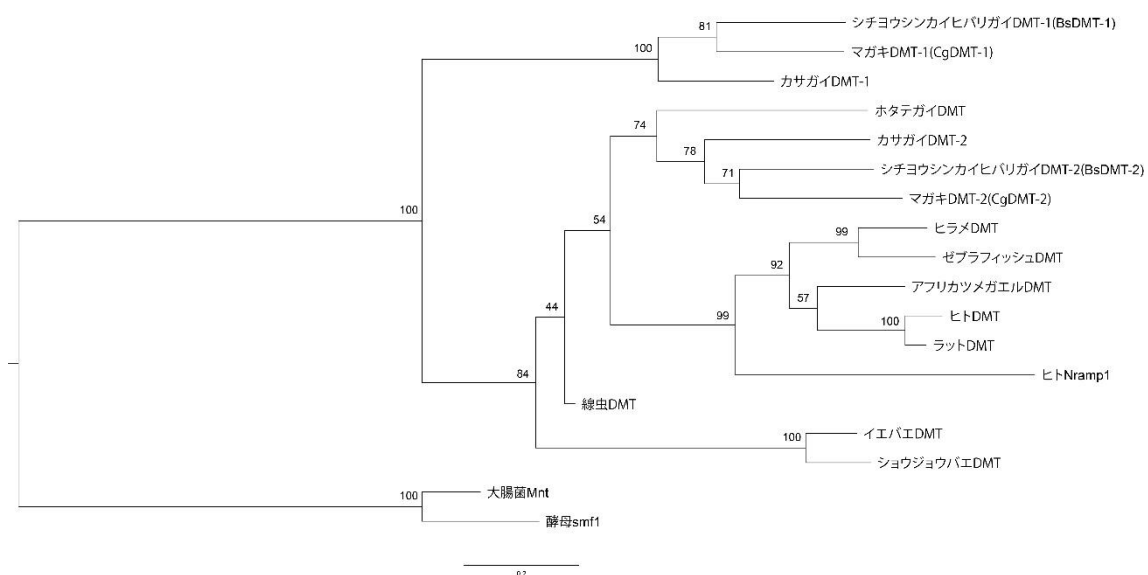 シチヨウシンカイヒバリガイDMT-1(BsDMT-1)
81
マガキDMT-1(CgDMT-1)
100
カサガイDMT-1
ホタテガイDMT
74
カサガイDMT-2
78
シチヨウシンカイヒバリガイDMT-2(BsDMT-2)
71
マガキDMT-2(CgDMT-2)
100
54
ヒラメDMT
99
ゼブラフィッシュDMT
92
アフリカツメガエルDMT
57
ヒトDMT
100
ラットDMT
44
99
ヒトNramp1
84
線虫DMT
イエバエDMT
100
ショウジョウバエDMT
大腸菌Mnt
100
酵母smf1
0.2